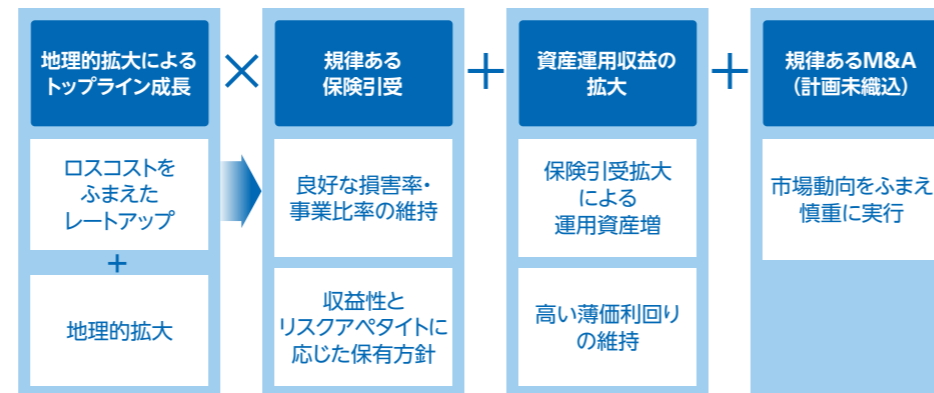 地理的拡大による
トップライン成長
×
規律ある
保険引受
+
資産運用収益の
拡大
+
規律あるM&A
(計画未織込)
ロスコストを
ふまえた
レートアップ
+
地理的拡大
良好な損害率・
事業比率の維持
収益性と
リスクアペタイトに
応じた保有方針
保険引受拡大
による
運用資産増
高い薄価利回り
の維持
市場動向をふまえ
慎重に実行